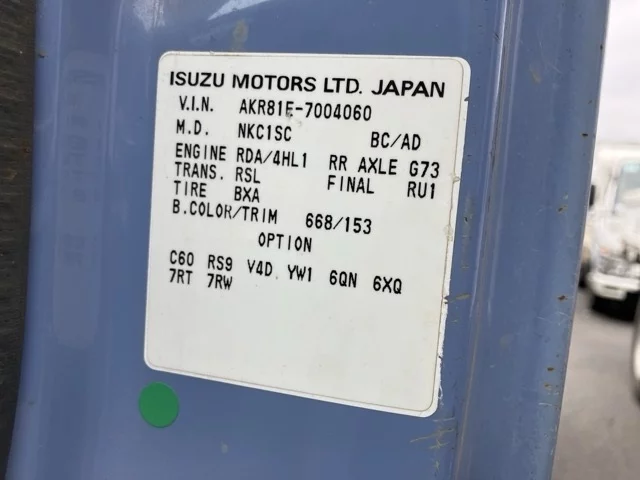 ISUZU MOTORS LTD. JAPAN
V.I.N. AKR81E-7004060
M.D. NKC1SC BC/AD
ENGINE RDA/4HL1 RR AXLE G73
TRANS. RSL FINAL RU1
TIRE BXA
B.COLOR/TRIM 668/153
OPTION
C60 RS9 V4D YW1 6QN 6XQ
7RT 7RW